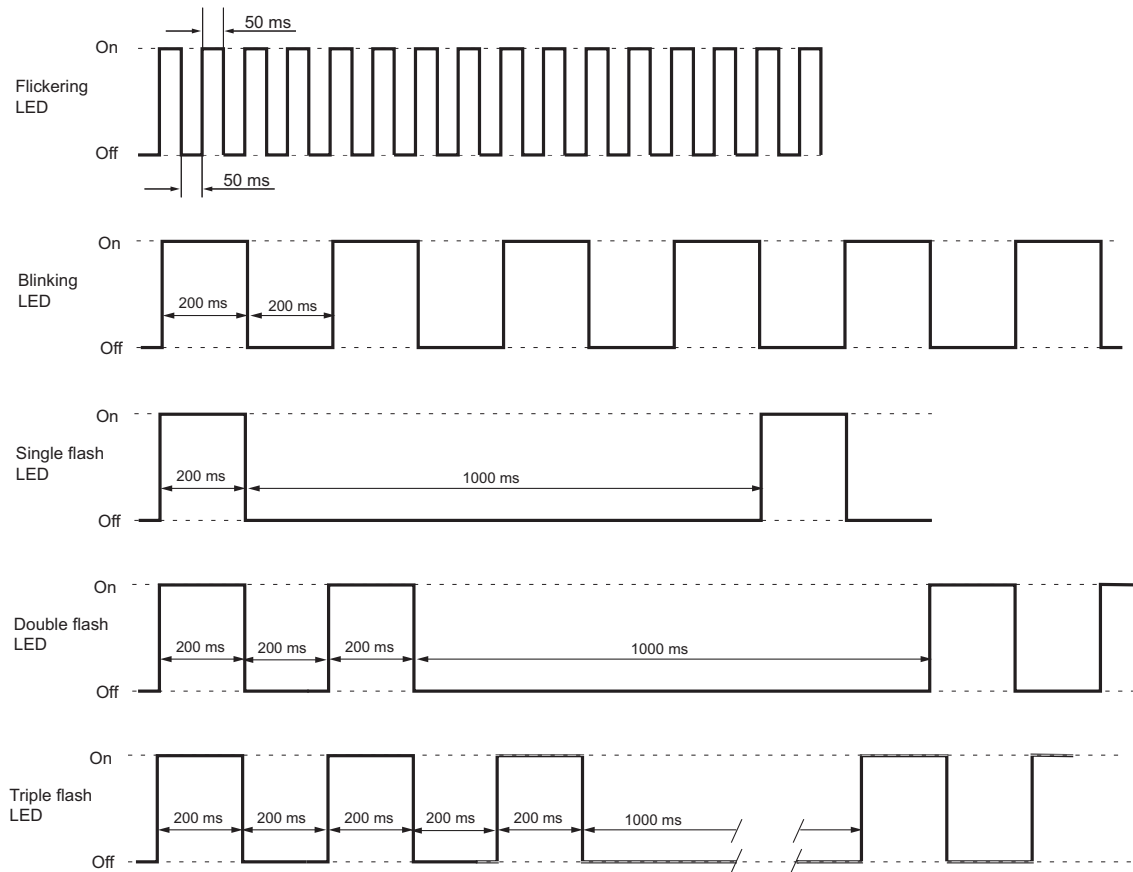 50 ms
On
Flickering
LED
Off
50 ms
On
Blinking
LED
200 ms
200 ms
Off
On
Single flash
LED
200 ms
1000 ms
Off
On
Double flash
LED
200 ms
200 ms
200 ms
1000 ms
Off
On
Triple flash
LED
200 ms
200 ms
200 ms
200 ms
200 ms
1000 ms
Off